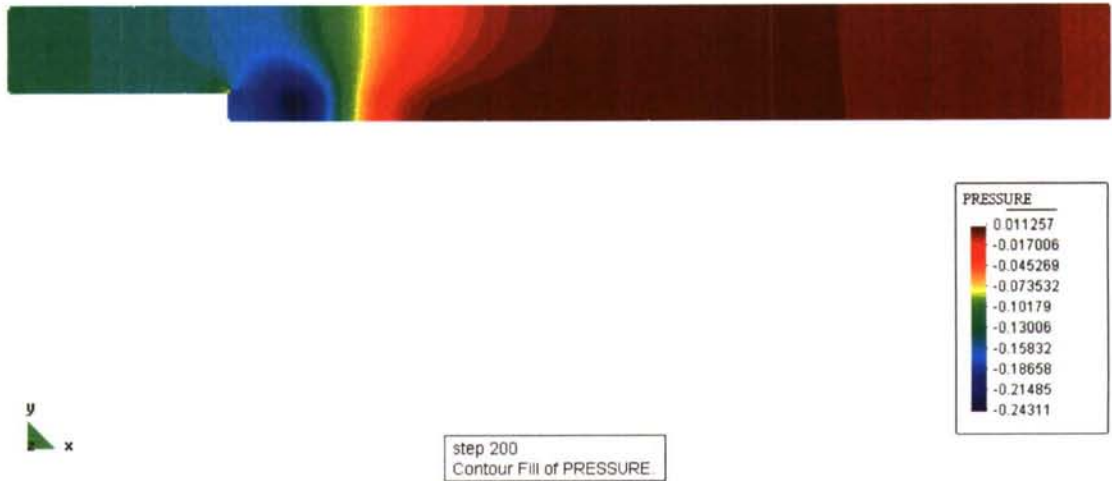 PRESSURE
0.011257
-0.017006
-0.045269
-0.073532
-0.10179
-0.13006
-0.15832
-0.18658
-0.21485
-0.24311
y
z x
step 200
Contour Fill of PRESSURE.